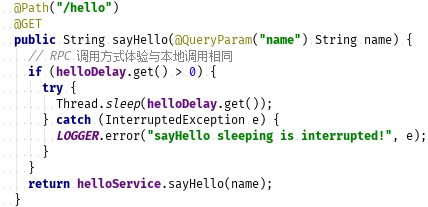 @Path("/hello")
@GET
public String sayHello(@QueryParam("name") String name) {
  // RPC 调用方式体验与本地调用相同
  if (helloDelay.get() > 0) {
    try {
      Thread.sleep(helloDelay.get());
    } catch (InterruptedException e) {
      LOGGER.error("sayHello sleeping is interrupted!", e);
    }
  }
  return helloService.sayHello(name);
}